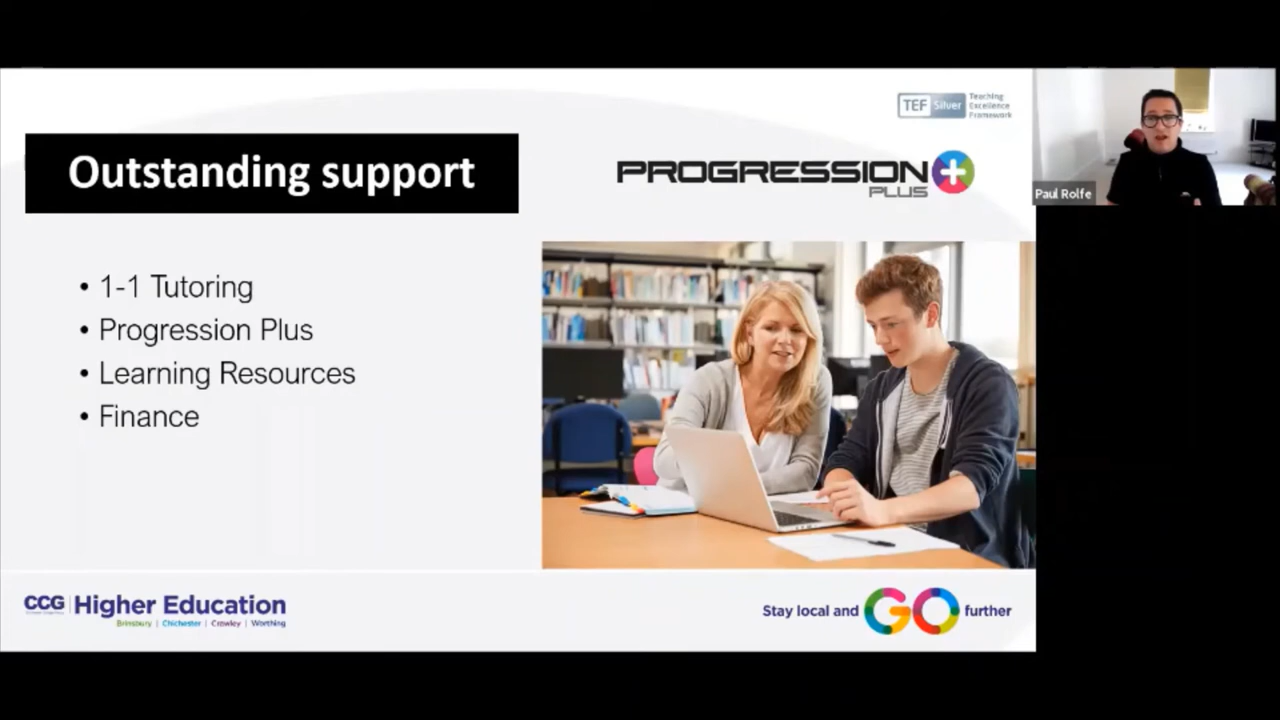 TEF Silver Teaching
Excellence
Framework
Outstanding support
PROGRESSION
PLUS
Paul Rolfe
• 1-1 Tutoring
• Progression Plus
• Learning Resources
• Finance
CCG Higher Education
Brinsbury | Chichester | Crawley | Worthing
Stay local and GO further